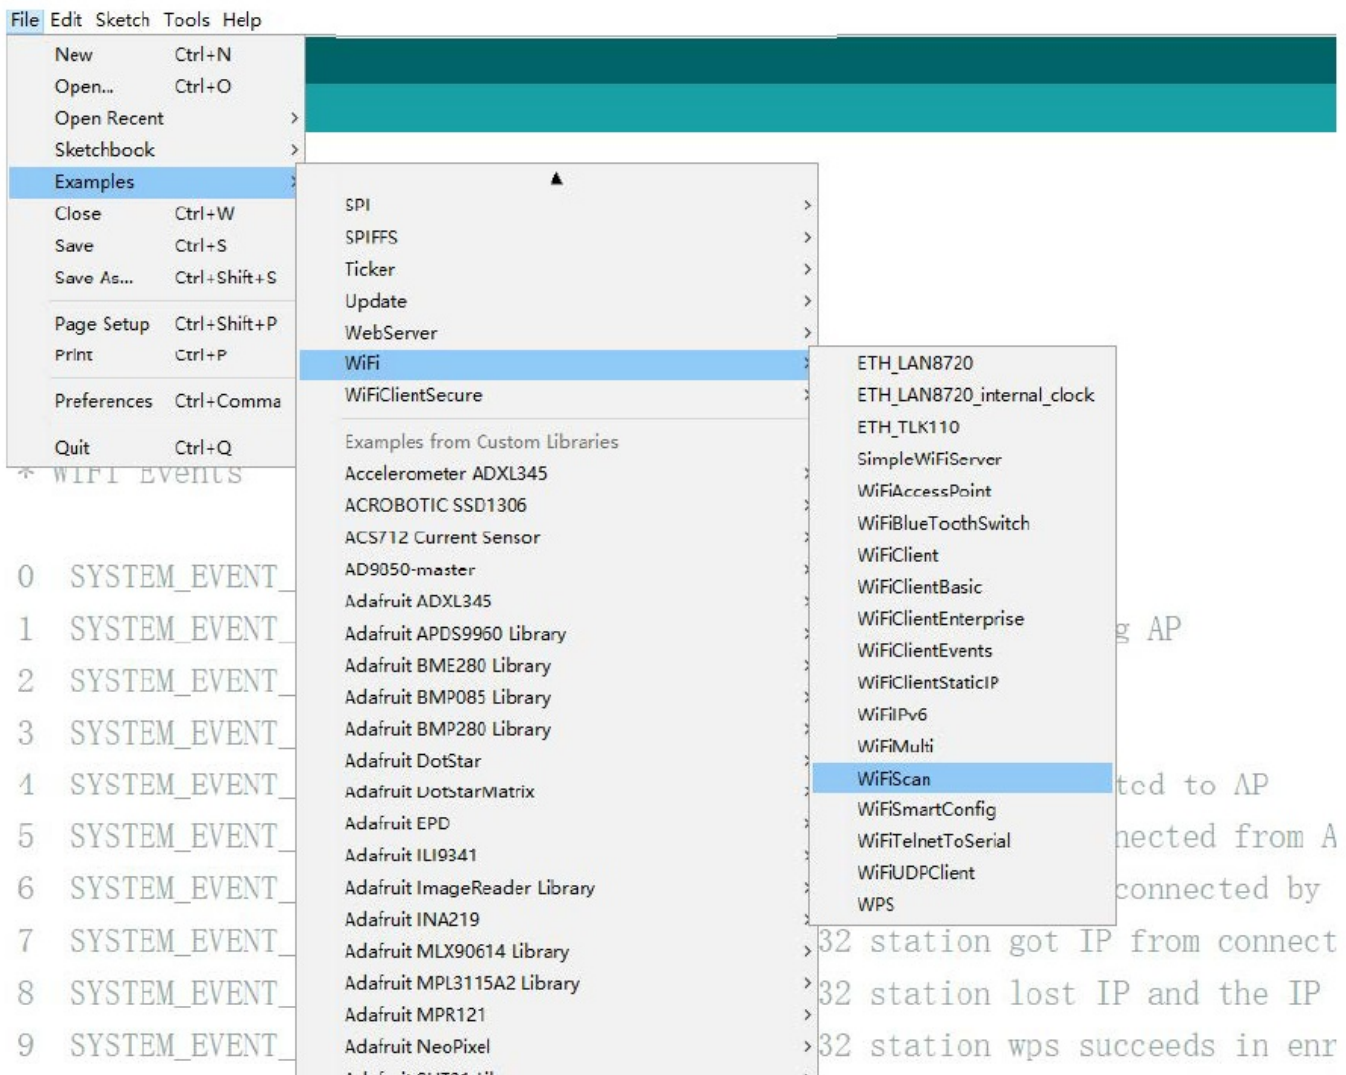 File Edit Sketch Tools Help
New Ctrl+N
Open... Ctrl+O
Open Recent >
Sketchbook >
Examples >
Close Ctrl+W
Save Ctrl+S
Save As... Ctrl+Shift+S
Page Setup Ctrl+Shift+P
Print Ctrl+P
Preferences Ctrl+Comma
Quit Ctrl+Q
▲
SPI >
SPIFFS >
Ticker >
Update >
WebServer >
WiFi >
WiFiClientSecure >
Examples from Custom Libraries
Accelerometer ADXL345 >
ACROBOTIC SSD1306 >
ACS712 Current Sensor >
AD9850-master >
Adafruit ADXL345 >
Adafruit APDS9960 Library >
Adafruit BME280 Library >
Adafruit BMP085 Library >
Adafruit BMP280 Library >
Adafruit DotStar >
Adafruit DotStarMatrix >
Adafruit EPD >
Adafruit ILI9341 >
Adafruit ImageReader Library >
Adafruit INA219 >
Adafruit MLX90614 Library >
Adafruit MPL3115A2 Library >
Adafruit MPR121 >
Adafruit NeoPixel >
ETH_LAN8720
ETH_LAN8720_internal_clock
ETH_TLK110
SimpleWiFiServer
WiFiAccessPoint
WiFiBlueToothSwitch
WiFiClient
WiFiClientBasic
WiFiClientEnterprise
WiFiClientEvents
WiFiClientStaticIP
WiFiIPv6
WiFiMulti
WiFiScan
WiFiSmartConfig
WiFiTelnetToSerial
WiFiUDPClient
WPS
* WiFi Events
0 SYSTEM_EVENT_
1 SYSTEM_EVENT_ g AP
2 SYSTEM_EVENT_
3 SYSTEM_EVENT_
4 SYSTEM_EVENT_ ted to AP
5 SYSTEM_EVENT_ nected from A
6 SYSTEM_EVENT_ connected by
7 SYSTEM_EVENT_ 32 station got IP from connect
8 SYSTEM_EVENT_ 32 station lost IP and the IP
9 SYSTEM_EVENT_ 32 station wps succeeds in enr